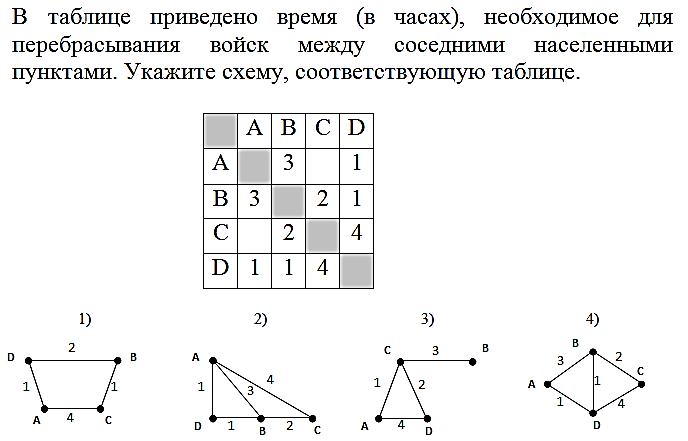 В таблице приведено время (в часах), необходимое для
перебрасывания войск между соседними населенными
пунктами. Укажите схему, соответствующую таблице.
A B C D
A 3 1
B 3 2 1
C 2 4
D 1 1 4
1) 2) 3) 4)
D 2 B
1 1
A 4 C
A
1 3 4
D 1 B 2 C
C 3 B
1 2
A 4 D
B
3 2
A 1 C
1 4
D